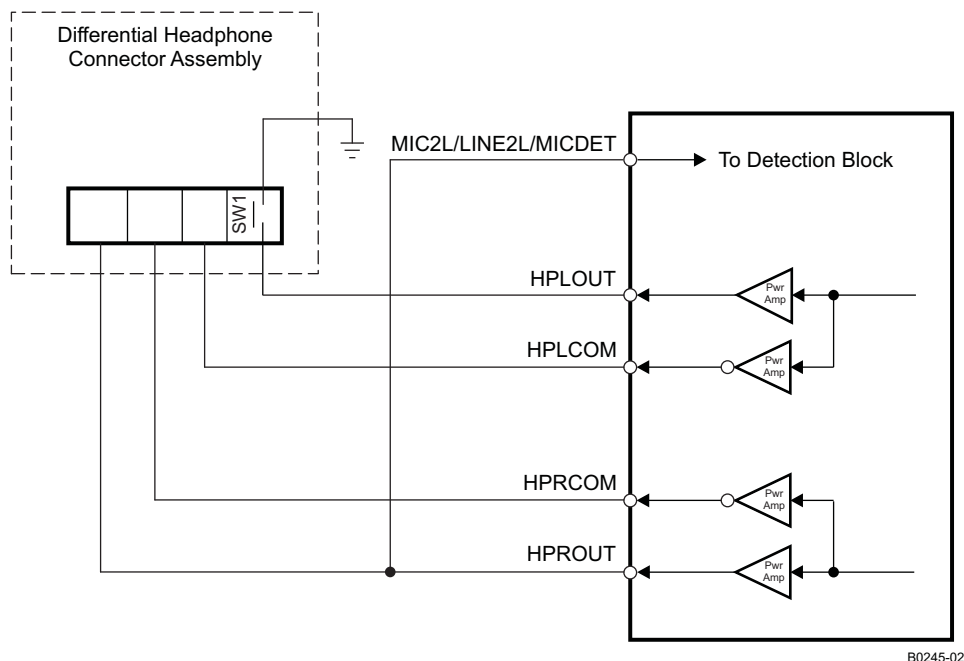 Differential Headphone
Connector Assembly
MIC2L/LINE2L/MICDET
To Detection Block
SW1
HPLOUT
Pwr
Amp
HPLCOM
Pwr
Amp
HPRCOM
Pwr
Amp
HPROUT
Pwr
Amp
B0245-02